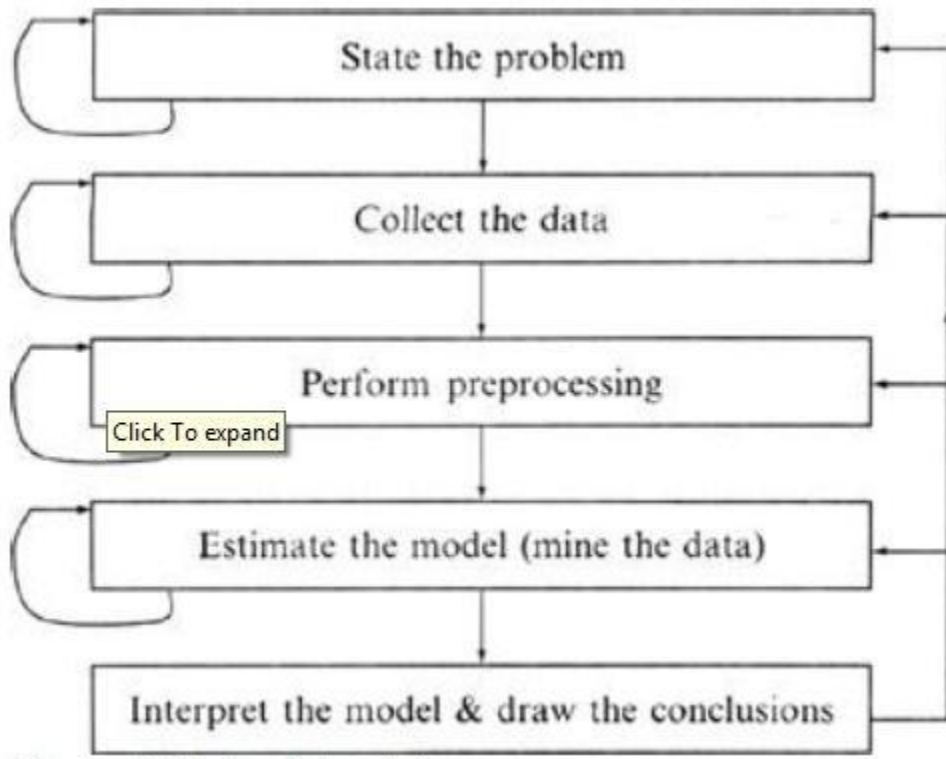 State the problem
Collect the data
Perform preprocessing
Click To expand
Estimate the model (mine the data)
Interpret the model & draw the conclusions